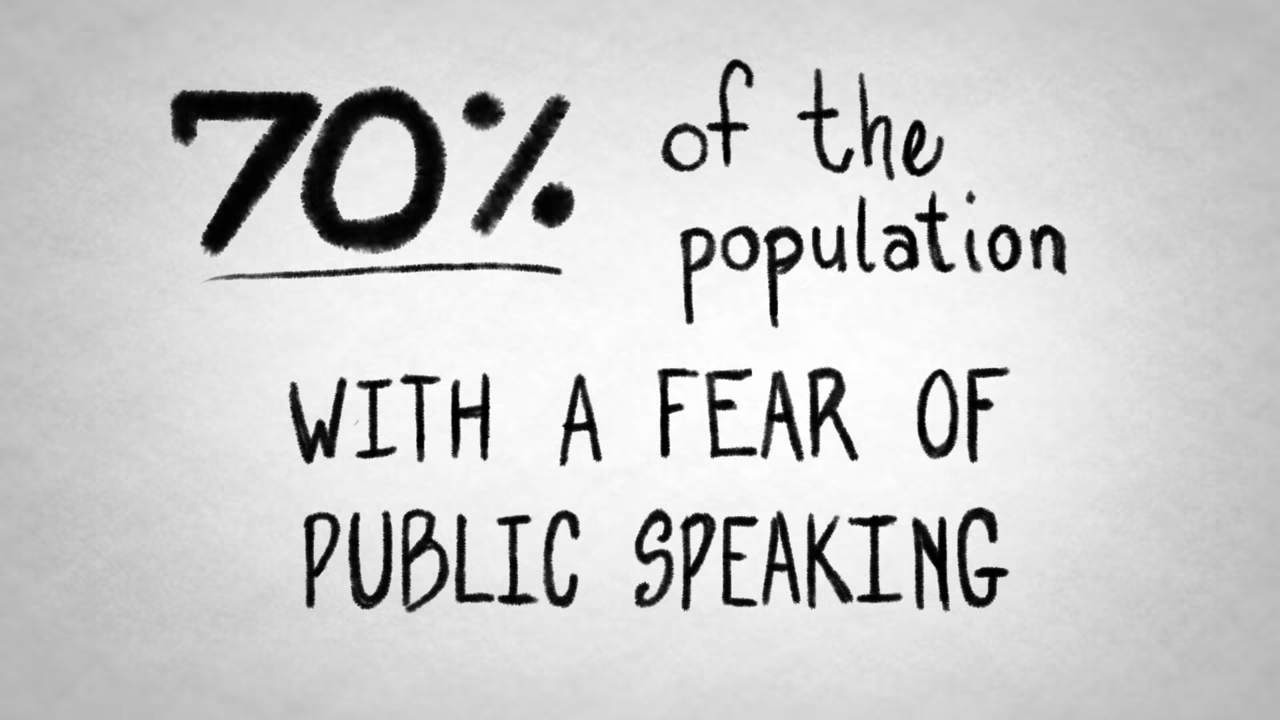 70% of the
population
WITH A FEAR OF
PUBLIC SPEAKING